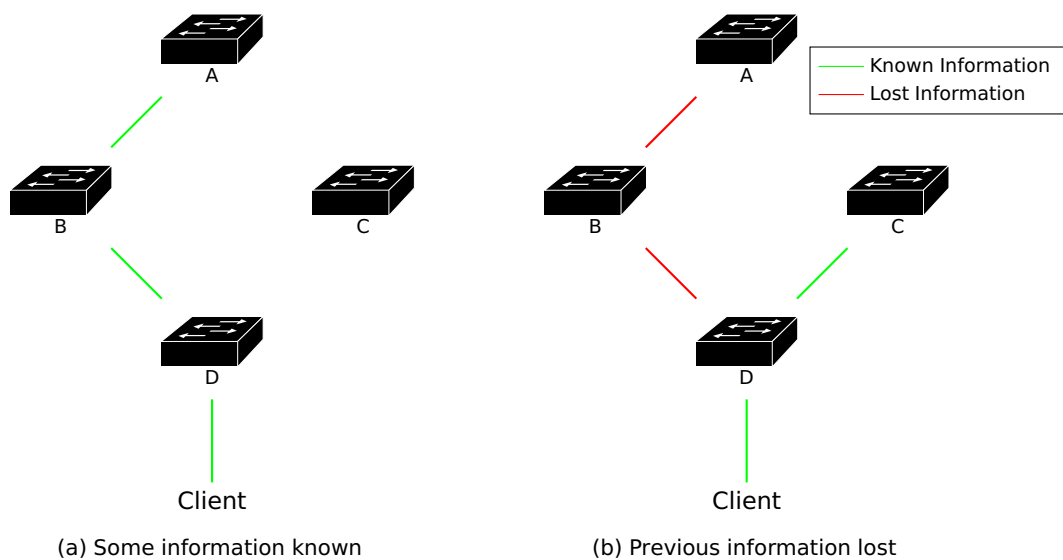 A
B
C
D
Client
(a) Some information known
A
Known Information
Lost Information
B
C
D
Client
(b) Previous information lost